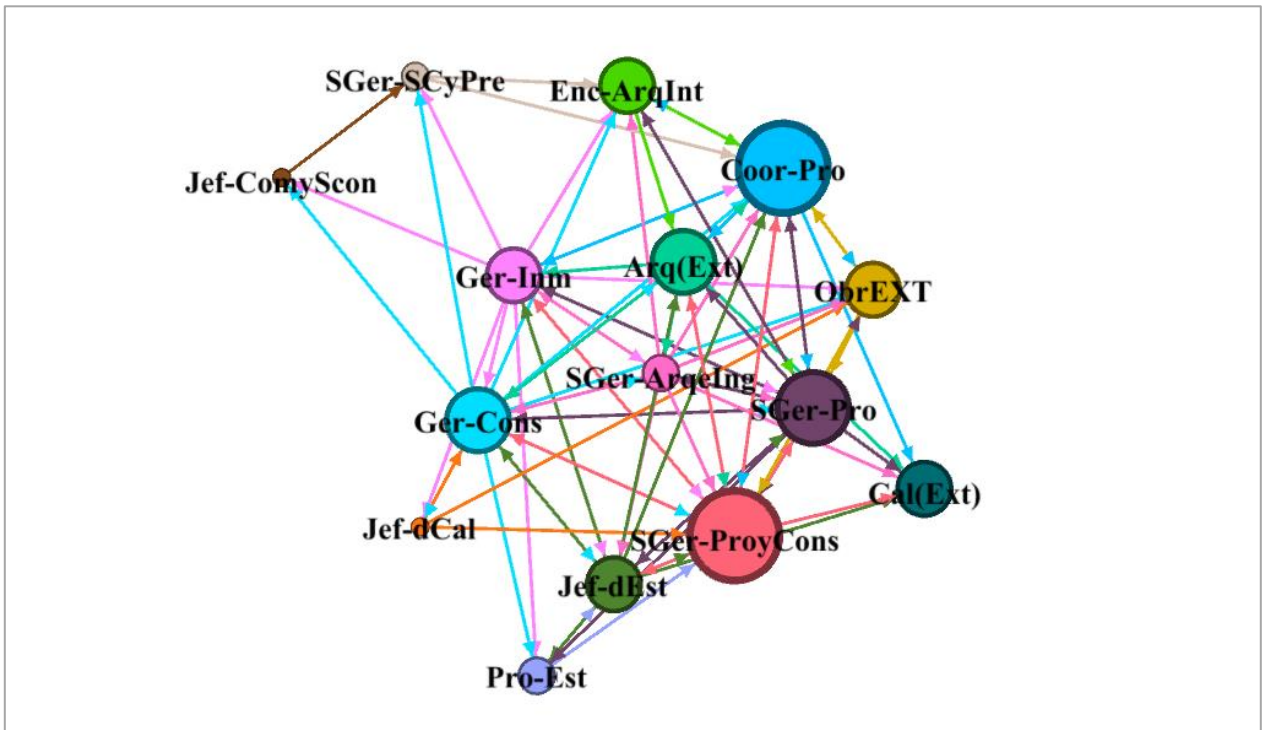 SGer-SCyPre
Enc-ArqInt
Coor-Pro
Jef-ComyScon
Ger-Inm
Arq(Ext)
ObrEXT
SGer-ArqeIng
SGer-Pro
Ger-Cons
Cal(Ext)
Jef-dCal
SGer-ProyCons
Jef-dEst
Pro-Est